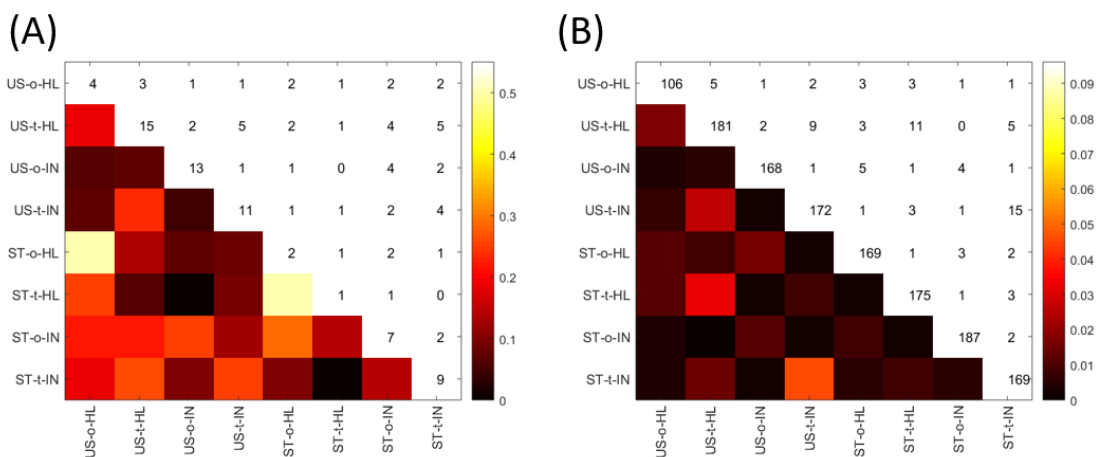 (A)
US-o-HL 4 3 1 1 2 1 2 2
US-t-HL 15 2 5 2 1 4 5
US-o-IN 13 1 1 0 4 2
US-t-IN 11 1 1 2 4
ST-o-HL 2 1 2 1
ST-t-HL 1 1 0
ST-o-IN 7 2
ST-t-IN 9
US-o-HL US-t-HL US-o-IN US-t-IN ST-o-HL ST-t-HL ST-o-IN ST-t-IN
0.5
0.4
0.3
0.2
0.1
0
(B)
US-o-HL 106 5 1 2 3 3 1 1
US-t-HL 181 2 9 3 11 0 5
US-o-IN 168 1 5 1 4 1
US-t-IN 172 1 3 1 15
ST-o-HL 169 1 3 2
ST-t-HL 175 1 3
ST-o-IN 187 2
ST-t-IN 169
US-o-HL US-t-HL US-o-IN US-t-IN ST-o-HL ST-t-HL ST-o-IN ST-t-IN
0.09
0.08
0.07
0.06
0.05
0.04
0.03
0.02
0.01
0